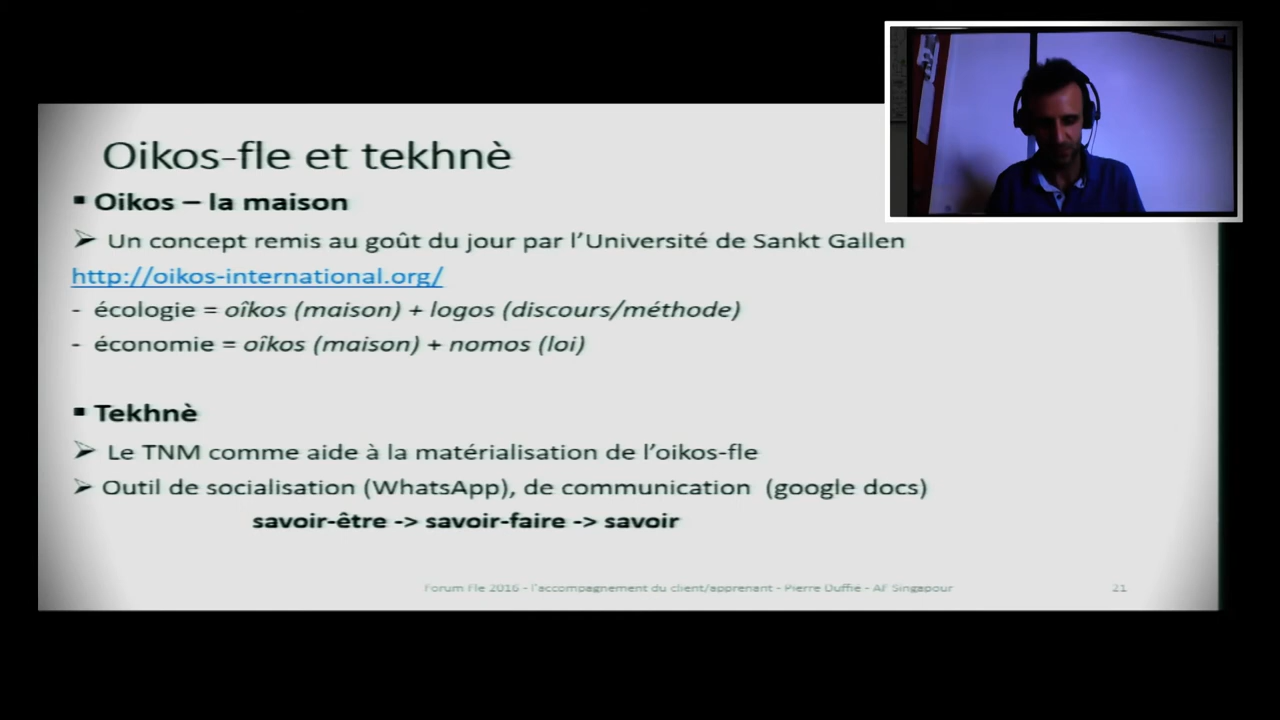 Oikos-fle et tekhnè
▪ Oikos – la maison
➢ Un concept remis au goût du jour par l’Université de Sankt Gallen
http://oikos-international.org/
- écologie = oîkos (maison) + logos (discours/méthode)
- économie = oîkos (maison) + nomos (loi)
▪ Tekhnè
➢ Le TNM comme aide à la matérialisation de l’oikos-fle
➢ Outil de socialisation (WhatsApp), de communication (google docs)
savoir-être -> savoir-faire -> savoir
Forum Fle 2016 - l’accompagnement du client/apprenant - Pierre Duffié - AF Singapour
21